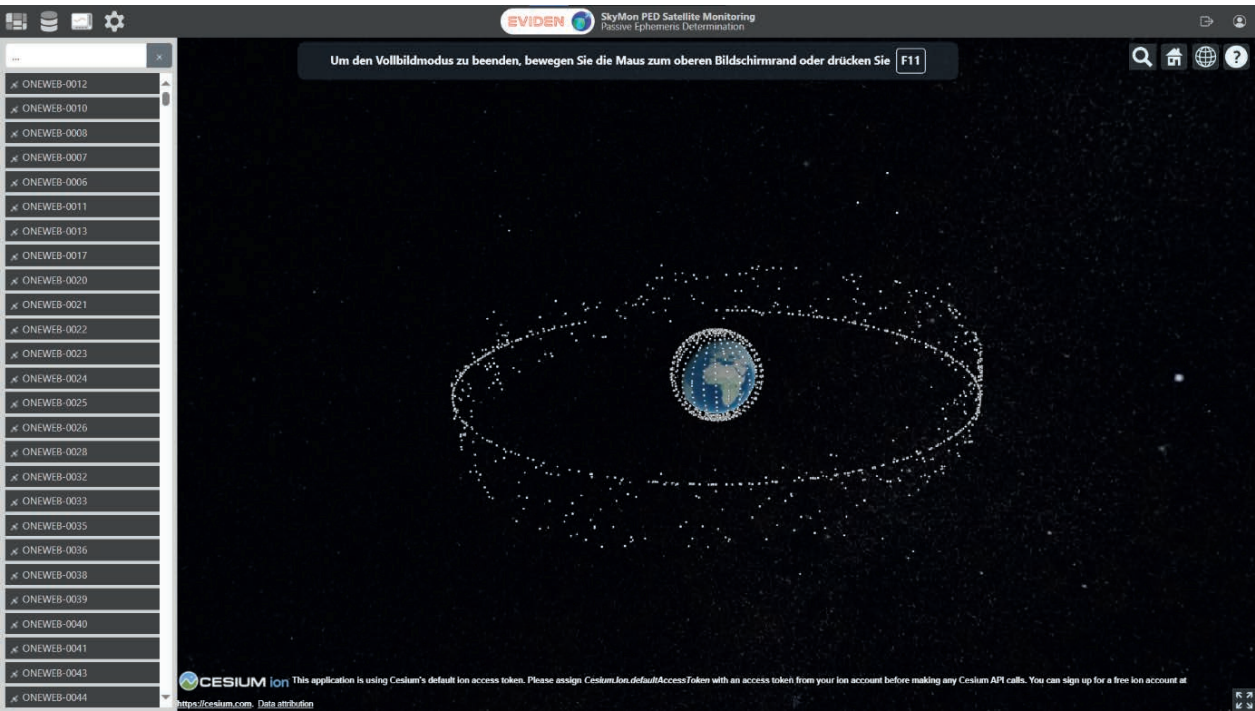 EVIDEN
SkyMon PED Satellite Monitoring
Passive Ephemeris Determination
...
×
Um den Vollbildmodus zu beenden, bewegen Sie die Maus zum oberen Bildschirmrand oder drücken Sie F11
?
ONEWEB-0012
ONEWEB-0010
ONEWEB-0008
ONEWEB-0007
ONEWEB-0006
ONEWEB-0011
ONEWEB-0013
ONEWEB-0017
ONEWEB-0020
ONEWEB-0021
ONEWEB-0022
ONEWEB-0023
ONEWEB-0024
ONEWEB-0025
ONEWEB-0026
ONEWEB-0028
ONEWEB-0032
ONEWEB-0033
ONEWEB-0035
ONEWEB-0036
ONEWEB-0038
ONEWEB-0039
ONEWEB-0040
ONEWEB-0041
ONEWEB-0043
ONEWEB-0044
CESIUM ion This application is using Cesium's default ion access token. Please assign Cesium.Ion.defaultAccessToken with an access token from your ion account before making any Cesium API calls. You can sign up for a free ion account at
https://cesium.com. Data attribution